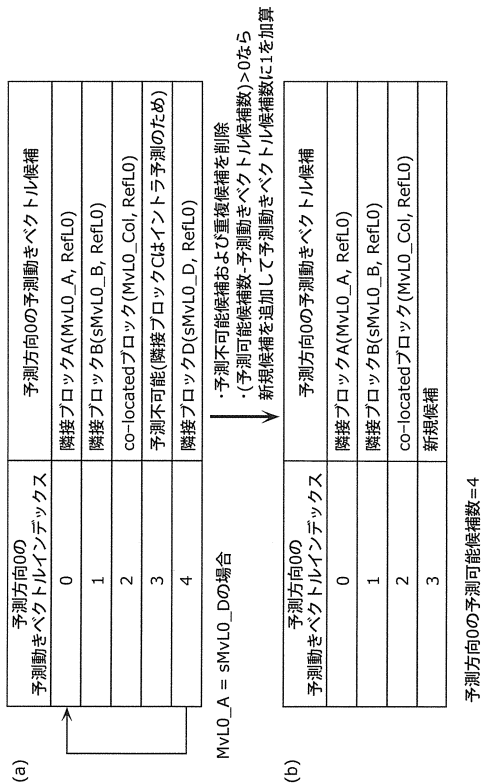 (a)
予測方向0の
予測動きベクトルインデックス
予測方向0の予測動きベクトル候補
0
隣接ブロックA(MvL0_A, RefL0)
1
隣接ブロックB(sMvL0_B, RefL0)
2
co-locatedブロック(MvL0_Col, RefL0)
3
予測不可能(隣接ブロックCはイントラ予測のため)
4
隣接ブロックD(sMvL0_D, RefL0)
MvL0_A = sMvL0_Dの場合
・予測不可能候補および重複候補を削除
・(予測可能候補数-予測動きベクトル候補数)>0なら
新規候補を追加して予測動きベクトル候補数に1を加算
(b)
予測方向0の
予測動きベクトルインデックス
予測方向0の予測動きベクトル候補
0
隣接ブロックA(MvL0_A, RefL0)
1
隣接ブロックB(sMvL0_B, RefL0)
2
co-locatedブロック(MvL0_Col, RefL0)
3
新規候補
予測方向0の予測可能候補数=4